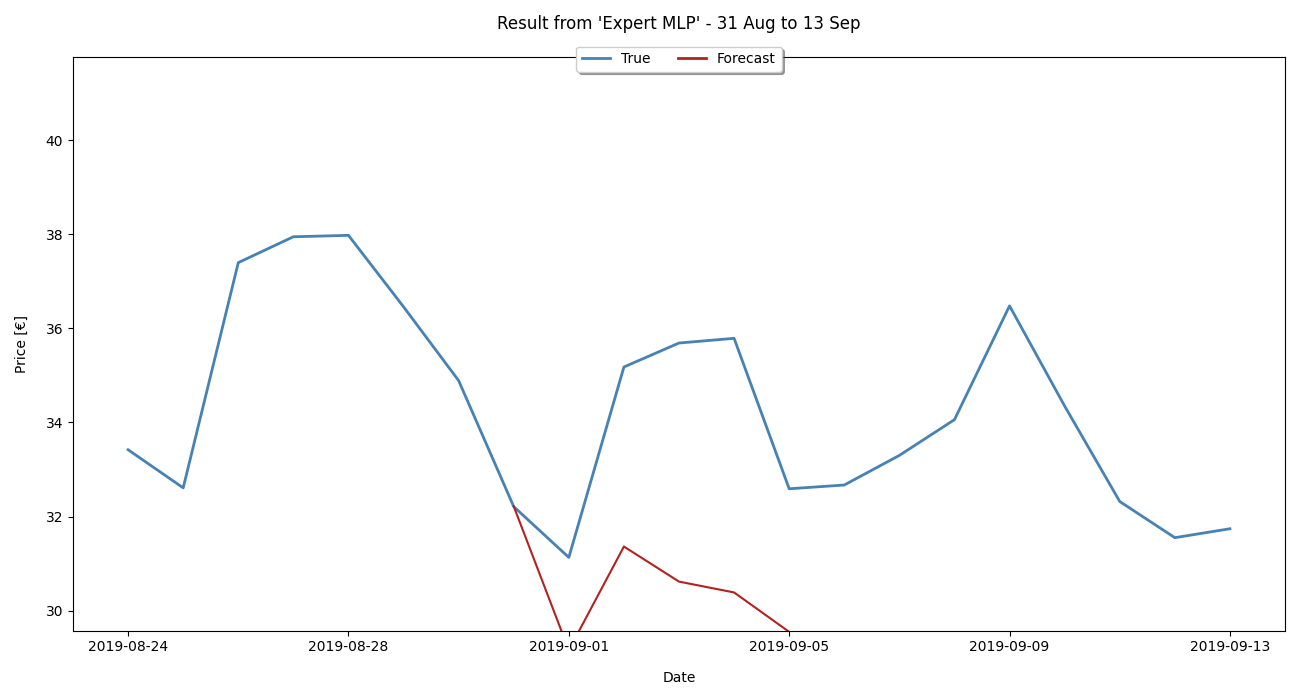 Result from 'Expert MLP' - 31 Aug to 13 Sep
True Forecast
40
38
36
34
32
30
Price [€]
2019-08-24 2019-08-28 2019-09-01 2019-09-05 2019-09-09 2019-09-13
Date